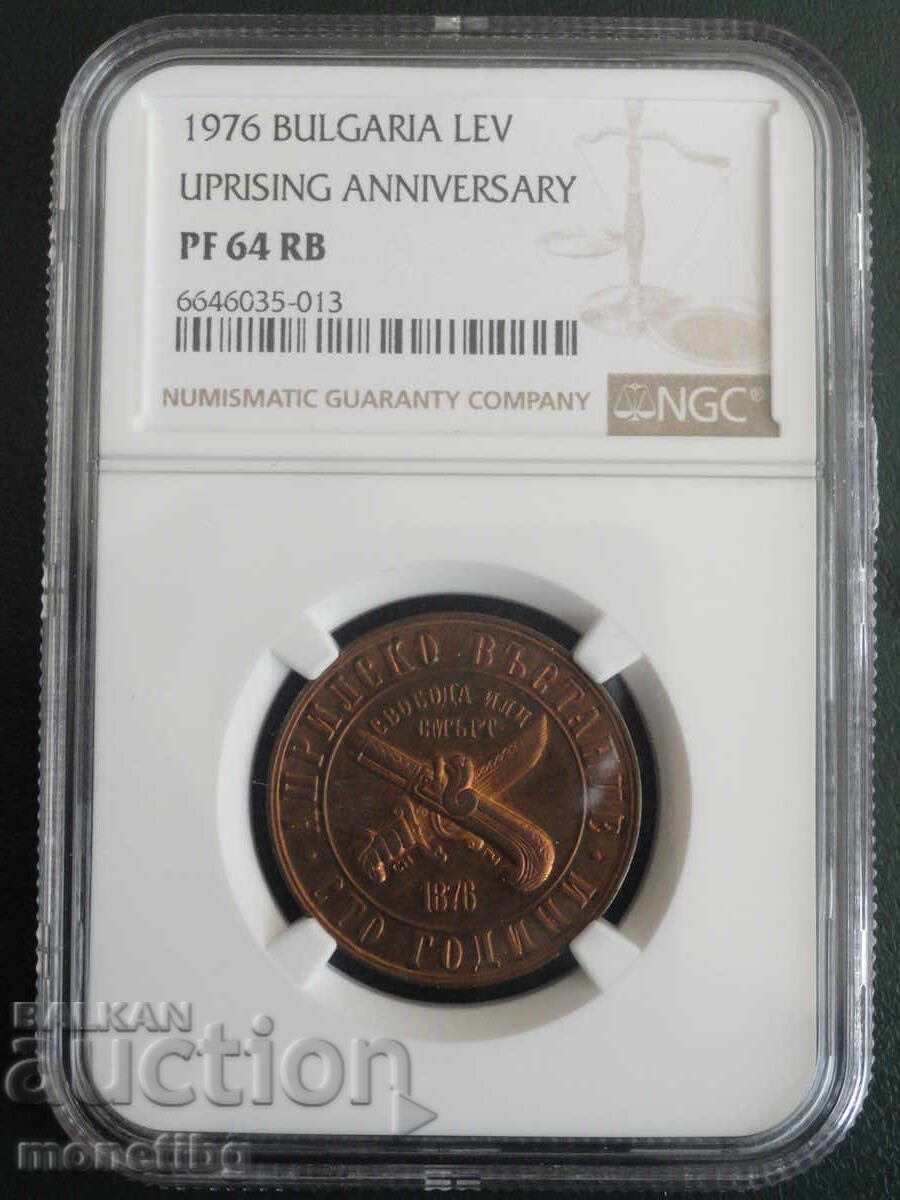 1976 BULGARIA LEV
UPRISING ANNIVERSARY
PF 64 RB
6646035-013
NUMISMATIC GUARANTY COMPANY
NGC®
АПРИЛСКО ВЪСТАНИЕ
СВОБОДА ИЛИ
СМЪРТ
1876
СТО ГОДИНИ
BALKAN
auction
monetibg